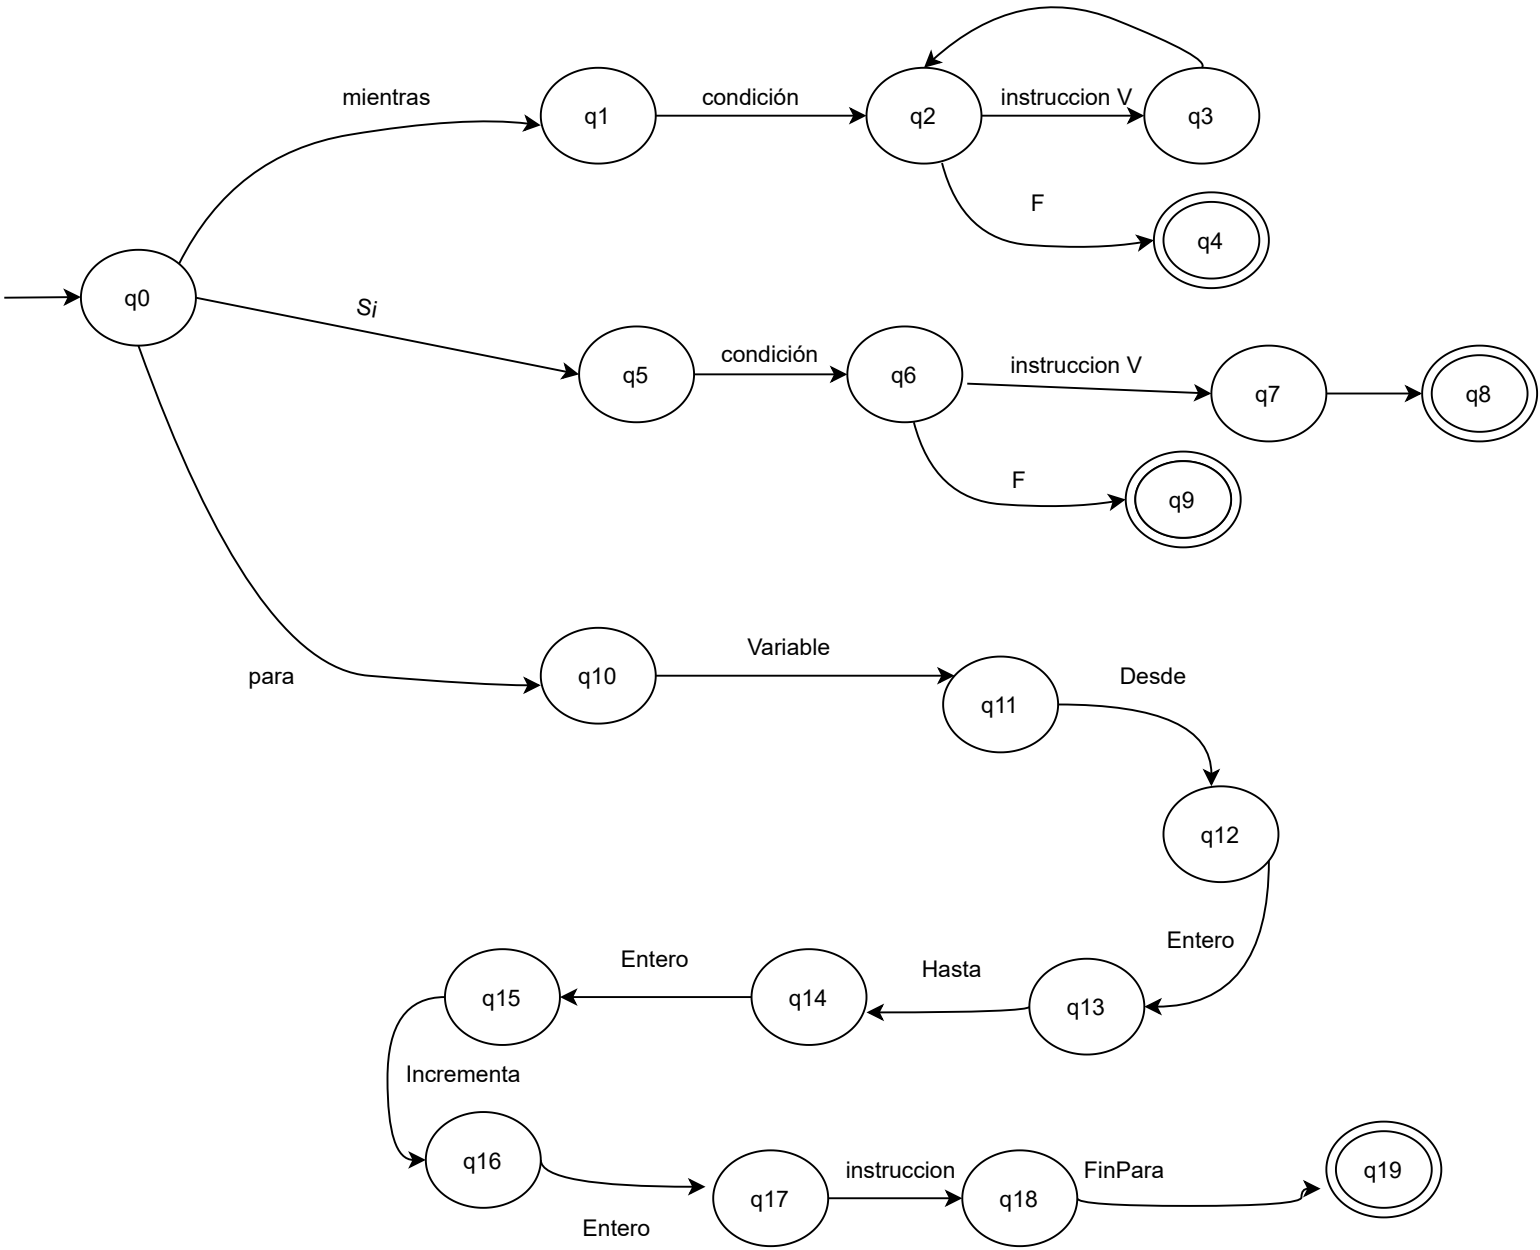 mientras
q1
condición
q2
instruccion V
q3
F
q4
q0
Si
q5
condición
q6
instruccion V
q7
q8
F
q9
para
q10
Variable
q11
Desde
q12
Entero
q13
Hasta
q14
Entero
q15
Incrementa
q16
Entero
q17
instruccion
q18
FinPara
q19